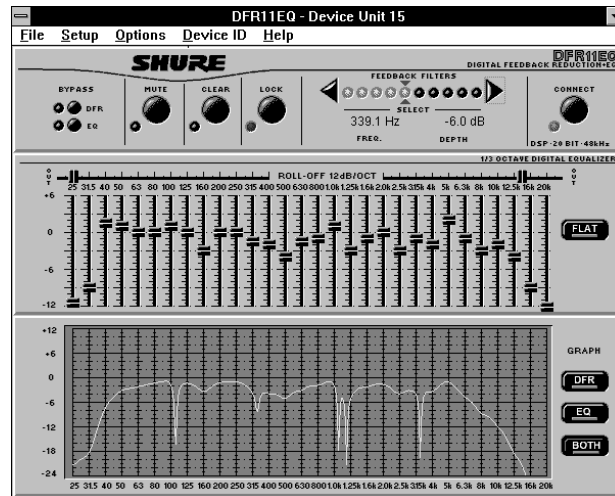 DFR11EQ - Device Unit 15
File Setup Options Device ID Help
SHURE
DFR11EQ
DIGITAL FEEDBACK REDUCTION+EQ
BYPASS
DFR
EQ
MUTE
CLEAR
LOCK
FEEDBACK FILTERS
SELECT
339.1 Hz -6.0 dB
FREQ. DEPTH
CONNECT
DSP·20 BIT·48kHz
1/3 OCTAVE DIGITAL EQUALIZER
OUT
ROLL-OFF 12dB/OCT
OUT
25 31.5 40 50 63 80 100 125 160 200 250 315 400 500 630 800 1.0k 1.25k 1.6k 2.0k 2.5k 3.15k 4k 5k 6.3k 8k 10k 12.5k 16k 20k
+6
0
-6
-12
FLAT
+12
+6
0
-6
-12
-18
-24
GRAPH
DFR
EQ
BOTH
25 31.5 40 50 63 80 100 125 160 200 250 315 400 500 630 800 1.0k 1.25k 1.6k 2.0k 2.5k 3.15k 4k 5k 6.3k 8k 10k 12.5k 16k 20k